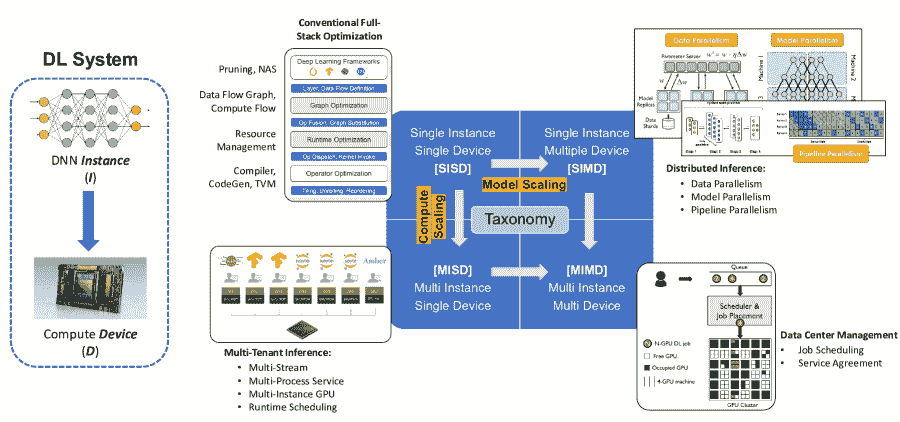 DL System
DNN Instance
(I)
Compute Device
(D)
Conventional Full-
Stack Optimization
Pruning, NAS
Data Flow Graph,
Compute Flow
Resource
Management
Compiler,
CodeGen, TVM
Deep Learning Frameworks
Layer, Data Flow Definition
Graph Optimization
Op Fusion, Graph Substitution
Runtime Optimization
Op Dispatch, Kernel Invoke
Operator Optimization
Tiling, Unrolling, Reordering
Single Instance
Single Device
[SISD]
Single Instance
Multiple Device
[SIMD]
Model Scaling
Compute
Scaling
Taxonomy
[MISD]
Multi Instance
Single Device
[MIMD]
Multi Instance
Multi Device
Data Parallelism
Model Parallelism
Parameter Server
Model
Replicas
Data
Shards
Machine 1
Machine 2
Pipeline Parallelism
Distributed Inference:
• Data Parallelism
• Model Parallelism
• Pipeline Parallelism
Amber
Multi-Tenant Inference:
• Multi-Stream
• Multi-Process Service
• Multi-Instance GPU
• Runtime Scheduling
Queue
Scheduler &
Job Placement
N-GPU DL job
Free GPU
Occupied GPU
4-GPU machine
GPU Cluster
Data Center Management
• Job Scheduling
• Service Agreement